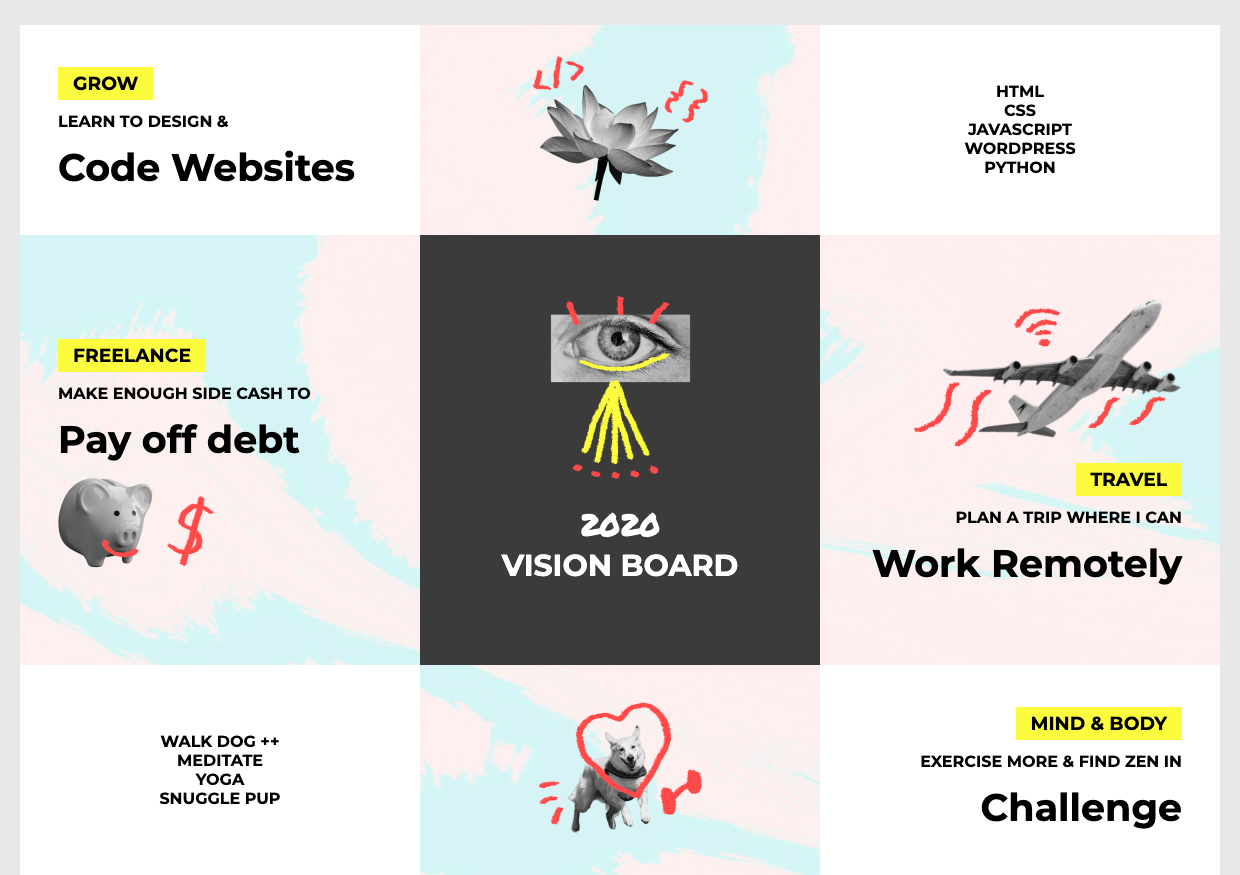 GROW
LEARN TO DESIGN &
Code Websites
</>
{ }
HTML
CSS
JAVASCRIPT
WORDPRESS
PYTHON
FREELANCE
MAKE ENOUGH SIDE CASH TO
Pay off debt
$
2020
VISION BOARD
TRAVEL
PLAN A TRIP WHERE I CAN
Work Remotely
WALK DOG ++
MEDITATE
YOGA
SNUGGLE PUP
MIND & BODY
EXERCISE MORE & FIND ZEN IN
Challenge